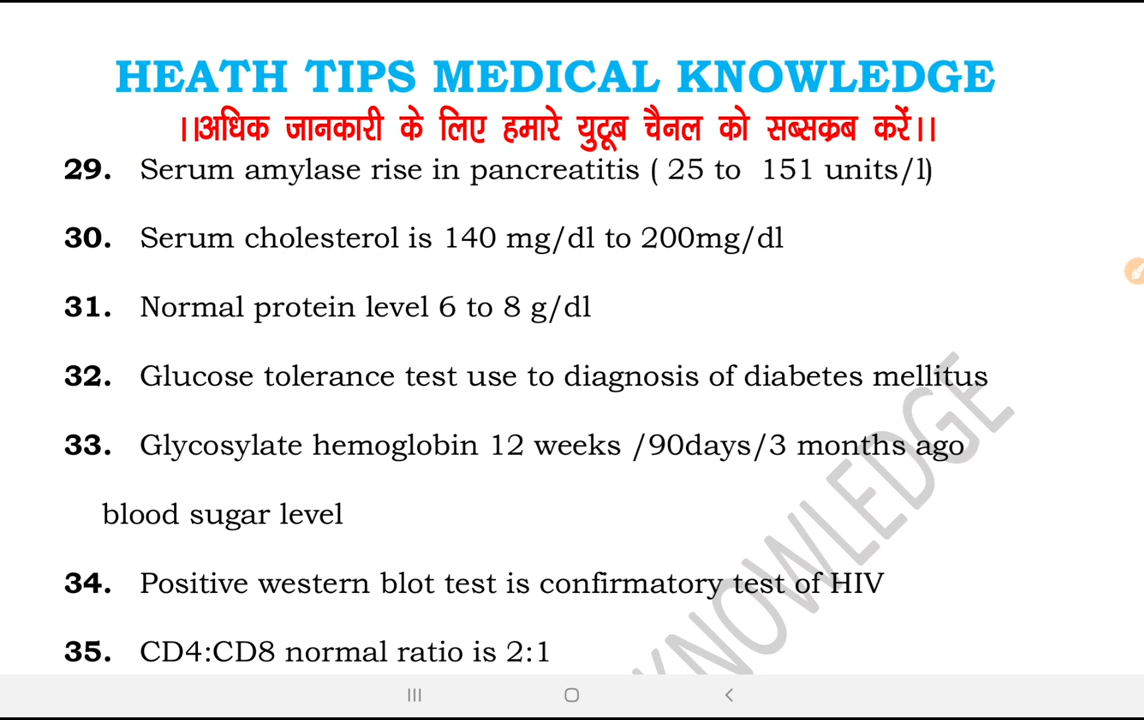 HEATH TIPS MEDICAL KNOWLEDGE
।।अधिक जानकारी के लिए हमारे युटूब चैनल को सब्सक्रब करें।।
29. Serum amylase rise in pancreatitis ( 25 to 151 units/l)
30. Serum cholesterol is 140 mg/dl to 200mg/dl
31. Normal protein level 6 to 8 g/dl
32. Glucose tolerance test use to diagnosis of diabetes mellitus
33. Glycosylate hemoglobin 12 weeks /90days/3 months ago
blood sugar level
34. Positive western blot test is confirmatory test of HIV
35. CD4:CD8 normal ratio is 2:1
KNOWLEDGE